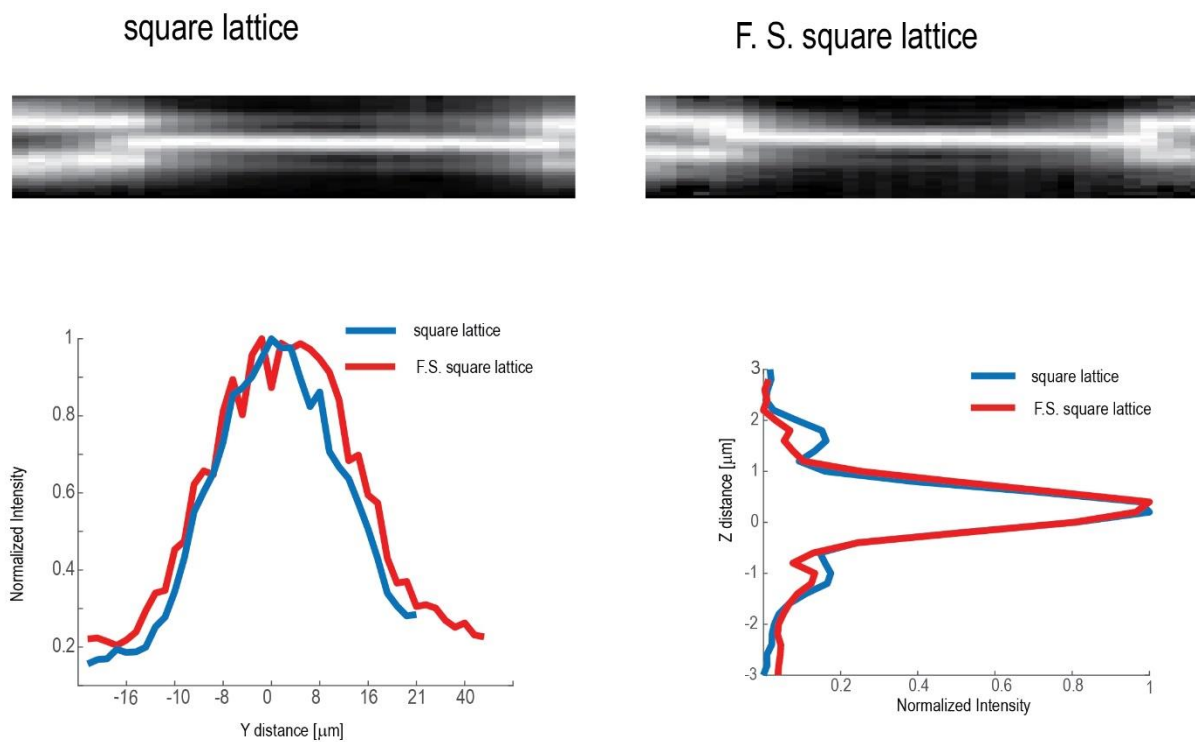 square lattice
F. S. square lattice
square lattice
F.S. square lattice
1
0.8
0.6
0.4
0.2
Normalized Intensity
-16 -10 -8 0 8 16 21 40
Y distance [μm]
square lattice
F.S. square lattice
3
2
1
0
-1
-2
-3
Z distance [μm]
0.2 0.4 0.6 0.8 1
Normalized Intensity